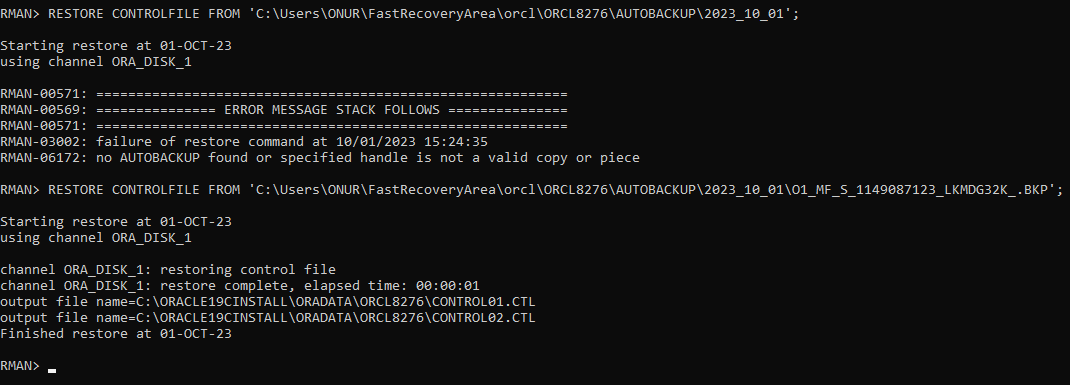 RMAN> RESTORE CONTROLFILE FROM 'C:\Users\ONUR\FastRecoveryArea\orcl\ORCL8276\AUTOBACKUP\2023_10_01';
Starting restore at 01-OCT-23
using channel ORA_DISK_1
RMAN-00571: ===========================================================
RMAN-00569: =============== ERROR MESSAGE STACK FOLLOWS ===============
RMAN-00571: ===========================================================
RMAN-03002: failure of restore command at 10/01/2023 15:24:35
RMAN-06172: no AUTOBACKUP found or specified handle is not a valid copy or piece
RMAN> RESTORE CONTROLFILE FROM 'C:\Users\ONUR\FastRecoveryArea\orcl\ORCL8276\AUTOBACKUP\2023_10_01\O1_MF_S_1149087123_LKMDG32K_.BKP';
Starting restore at 01-OCT-23
using channel ORA_DISK_1
channel ORA_DISK_1: restoring control file
channel ORA_DISK_1: restore complete, elapsed time: 00:00:01
output file name=C:\ORACLE19CINSTALL\ORADATA\ORCL8276\CONTROL01.CTL
output file name=C:\ORACLE19CINSTALL\ORADATA\ORCL8276\CONTROL02.CTL
Finished restore at 01-OCT-23
RMAN>